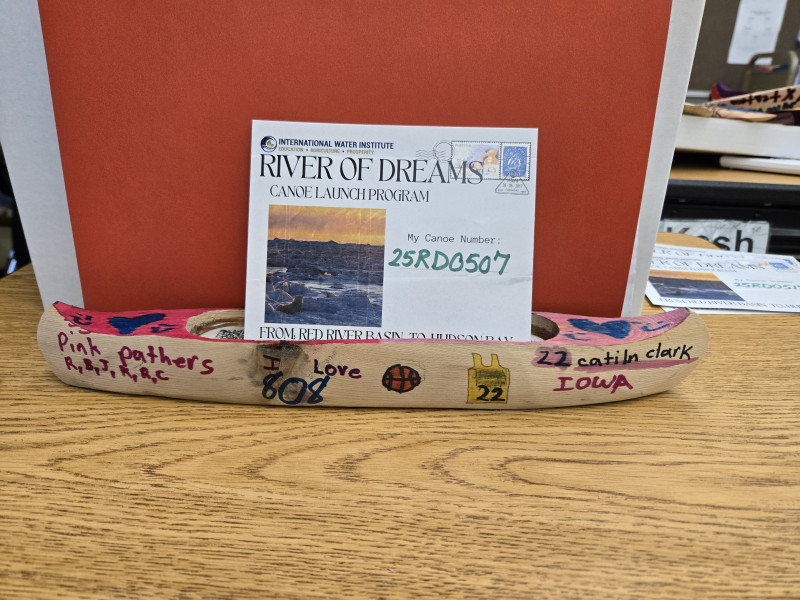 INTERNATIONAL WATER INSTITUTE
EDUCATION • AGRICULTURE • PROSPERITY
RIVER OF DREAMS
CANOE LAUNCH PROGRAM
My Canoe Number:
25RD0507
FROM: RED RIVER BASIN TO HUDSON BAY
Pink pathers
R, B, J, A, R, C
I Love
808
22
22 catiln clark
IOWA